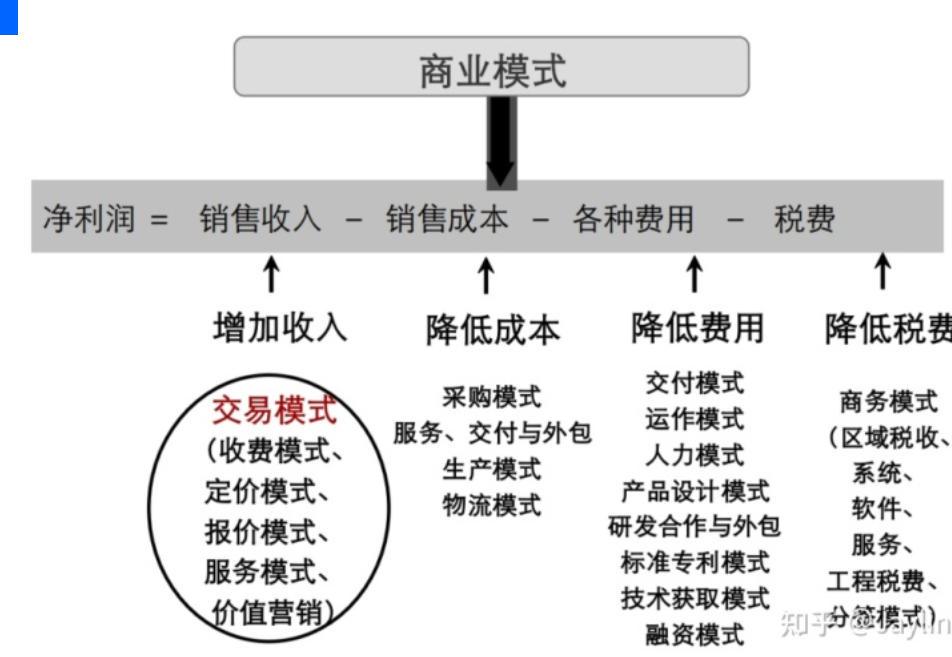 商业模式
净利润 = 销售收入 - 销售成本 - 各种费用 - 税费
增加收入
交易模式
(收费模式、
定价模式、
报价模式、
服务模式、
价值营销)
降低成本
采购模式
服务、交付与外包
生产模式
物流模式
降低费用
交付模式
运作模式
人力模式
产品设计模式
研发合作与外包
标准专利模式
技术获取模式
融资模式
降低税费
商务模式
(区域税收、
系统、
软件、
服务、
工程税费、
分签模式)
知乎 @Jaylin